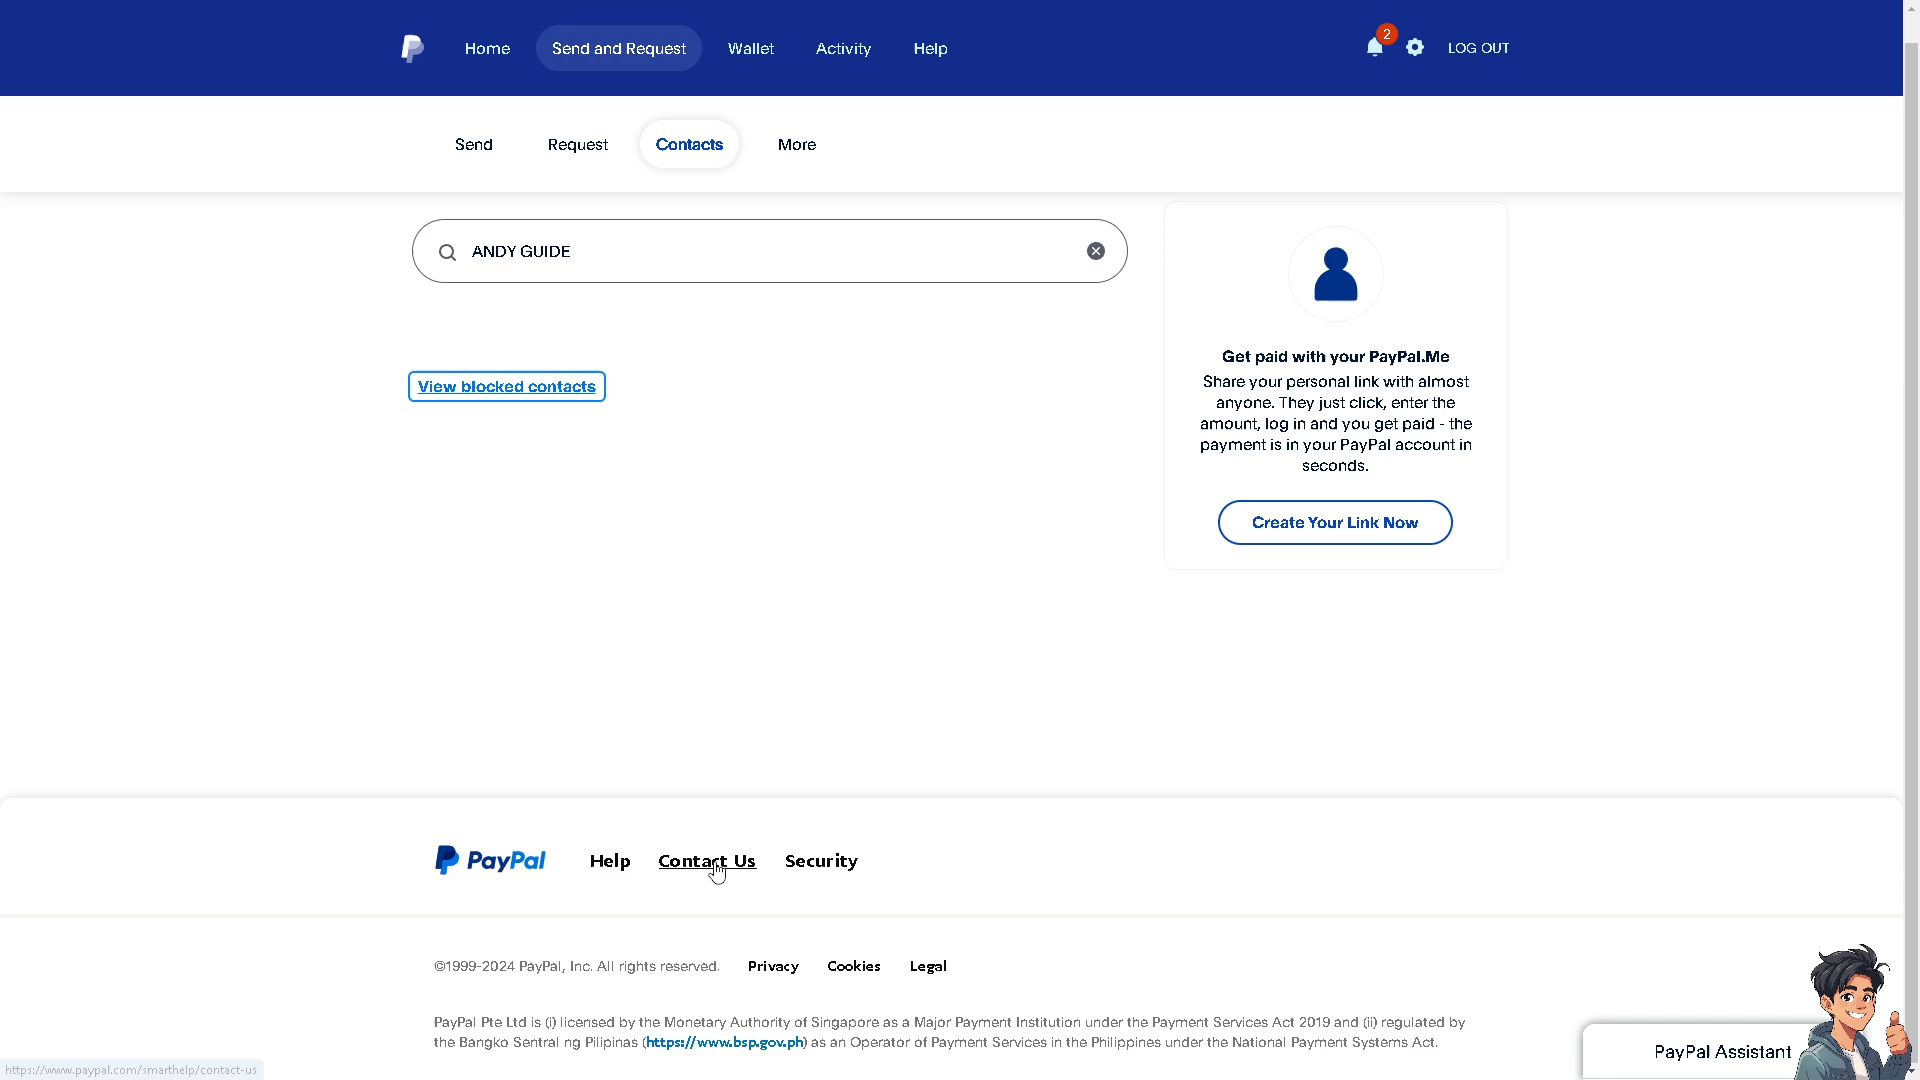 Home Send and Request Wallet Activity Help 2 LOG OUT
Send Request Contacts More
ANDY GUIDE
View blocked contacts
Get paid with your PayPal.Me
Share your personal link with almost
anyone. They just click, enter the
amount, log in and you get paid - the
payment is in your PayPal account in
seconds.
Create Your Link Now
PayPal Help Contact Us Security
©1999-2024 PayPal, Inc. All rights reserved. Privacy Cookies Legal
PayPal Pte Ltd is (i) licensed by the Monetary Authority of Singapore as a Major Payment Institution under the Payment Services Act 2019 and (ii) regulated by
the Bangko Sentral ng Pilipinas (https://www.bsp.gov.ph) as an Operator of Payment Services in the Philippines under the National Payment Systems Act.
PayPal Assistant
https://www.paypal.com/smarthelp/contact-us